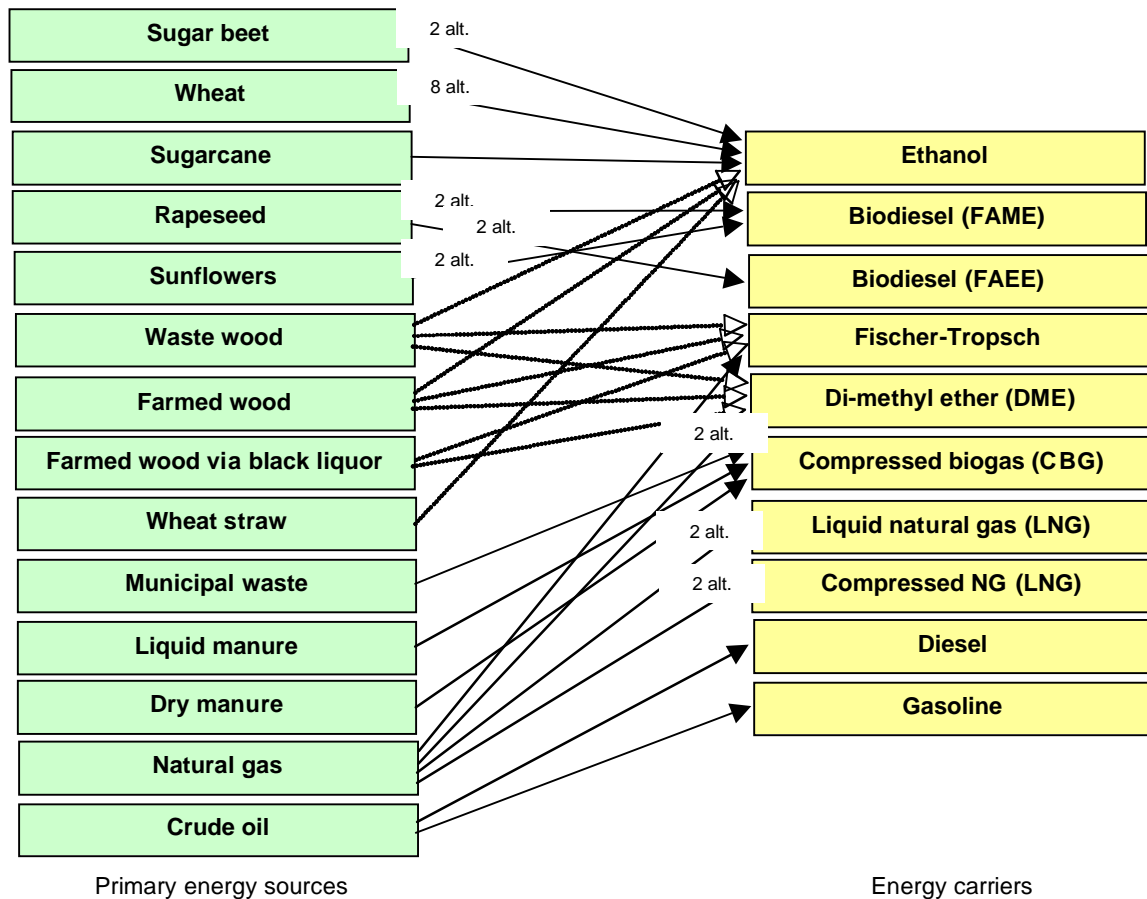 Sugar beet
2 alt.
Wheat
8 alt.
Sugarcane
Ethanol
Rapeseed
2 alt.
2 alt.
Biodiesel (FAME)
Sunflowers
2 alt.
Biodiesel (FAEE)
Waste wood
Fischer-Tropsch
Farmed wood
Di-methyl ether (DME)
2 alt.
Farmed wood via black liquor
Compressed biogas (CBG)
Wheat straw
2 alt.
Liquid natural gas (LNG)
Municipal waste
2 alt.
Compressed NG (LNG)
Liquid manure
Diesel
Dry manure
Gasoline
Natural gas
Crude oil
Primary energy sources
Energy carriers